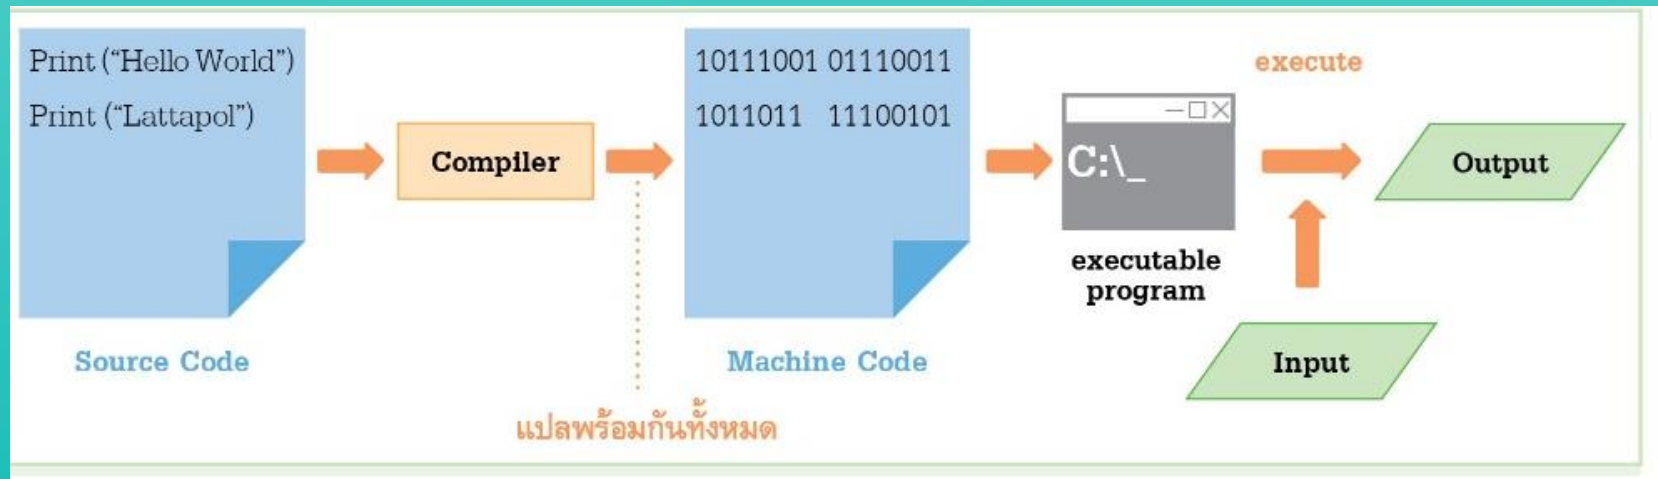 Print (“Hello World”)
Print (“Lattapol”)
Source Code
Compiler
แปลพร้อมกันทั้งหมด
10111001 01110011
1011011 11100101
Machine Code
C:\_
executable
program
execute
Input
Output